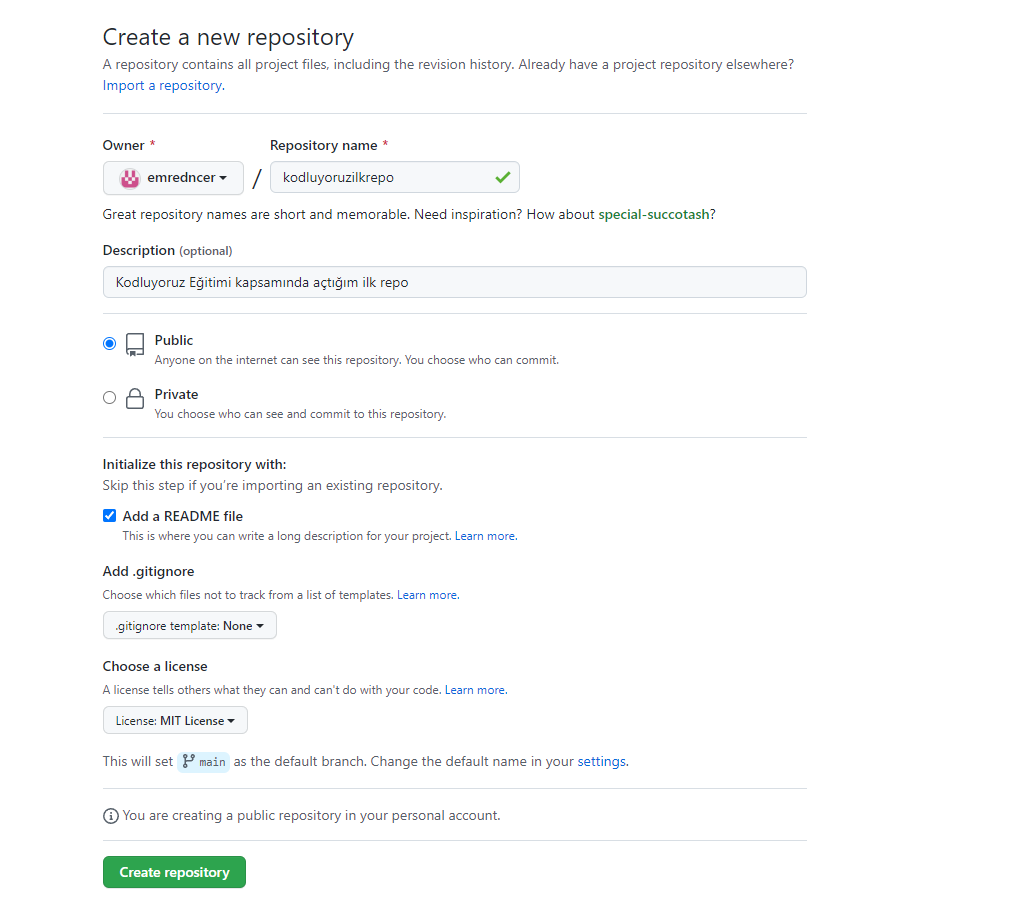 Create a new repository
A repository contains all project files, including the revision history. Already have a project repository elsewhere?
Import a repository.
Owner * Repository name *
emredncer / kodluyoruzilkrepo
Great repository names are short and memorable. Need inspiration? How about special-succotash?
Description (optional)
Kodluyoruz Eğitimi kapsamında açtığım ilk repo
Public
Anyone on the internet can see this repository. You choose who can commit.
Private
You choose who can see and commit to this repository.
Initialize this repository with:
Skip this step if you’re importing an existing repository.
Add a README file
This is where you can write a long description for your project. Learn more.
Add .gitignore
Choose which files not to track from a list of templates. Learn more.
.gitignore template: None
Choose a license
A license tells others what they can and can't do with your code. Learn more.
License: MIT License
This will set main as the default branch. Change the default name in your settings.
You are creating a public repository in your personal account.
Create repository